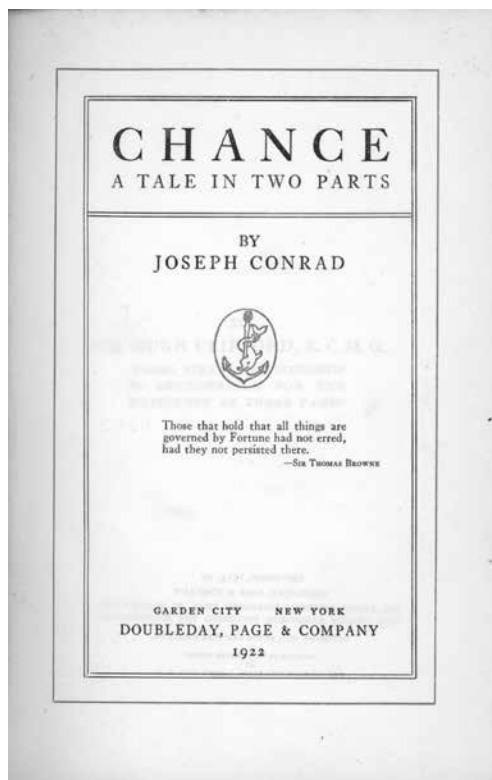 CHANCE
A TALE IN TWO PARTS
BY
JOSEPH CONRAD
Those that hold that all things are
governed by Fortune had not erred,
had they not persisted there.
—Sir Thomas Browne
GARDEN CITY NEW YORK
DOUBLEDAY, PAGE & COMPANY
1922